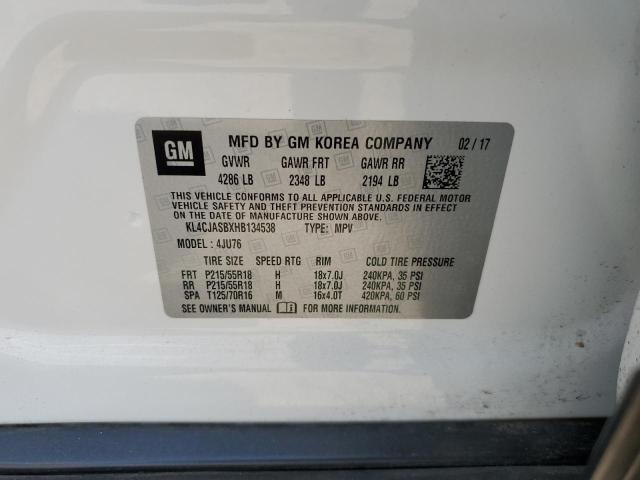 GM
MFD BY GM KOREA COMPANY 02/17
GVWR GAWR FRT GAWR RR
4286 LB 2348 LB 2194 LB
THIS VEHICLE CONFORMS TO ALL APPLICABLE U.S. FEDERAL MOTOR
VEHICLE SAFETY AND THEFT PREVENTION STANDARDS IN EFFECT
ON THE DATE OF MANUFACTURE SHOWN ABOVE.
KL4CJASBXHB134538 TYPE: MPV
MODEL : 4JU76
TIRE SIZE SPEED RTG RIM COLD TIRE PRESSURE
FRT P215/55R18 H 18x7.0J 240KPA, 35 PSI
RR P215/55R18 H 18x7.0J 240KPA, 35 PSI
SPA T125/70R16 M 16x4.0T 420KPA, 60 PSI
SEE OWNER'S MANUAL FOR MORE INFORMATION.